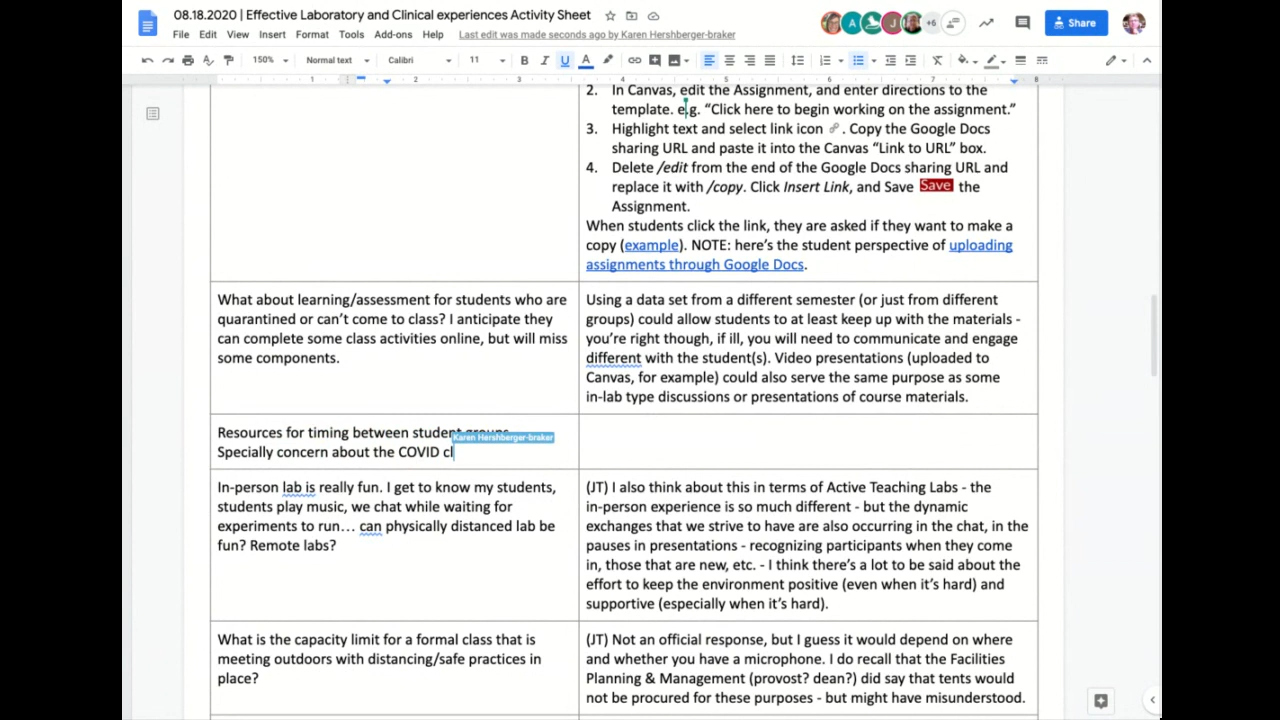 08.18.2020 | Effective Laboratory and Clinical experiences Activity Sheet
A
J
+6
Share
File Edit View Insert Format Tools Add-ons Help Last edit was made seconds ago by Karen Hershberger-braker
150% Normal text Calibri 11 B I U A
1 2 3 4 5 6 7 8
2. In Canvas, edit the Assignment, and enter directions to the
template. e.g. “Click here to begin working on the assignment.”
3. Highlight text and select link icon . Copy the Google Docs
sharing URL and paste it into the Canvas “Link to URL” box.
4. Delete /edit from the end of the Google Docs sharing URL and
replace it with /copy. Click Insert Link, and Save Save the
Assignment.
When students click the link, they are asked if they want to make a
copy (example). NOTE: here’s the student perspective of uploading
assignments through Google Docs.
What about learning/assessment for students who are
quarantined or can’t come to class? I anticipate they
can complete some class activities online, but will miss
some components.
Using a data set from a different semester (or just from different
groups) could allow students to at least keep up with the materials -
you’re right though, if ill, you will need to communicate and engage
different with the student(s). Video presentations (uploaded to
Canvas, for example) could also serve the same purpose as some
in-lab type discussions or presentations of course materials.
Resources for timing between student groups
Karen Hershberger-braker
Specially concern about the COVID cl
In-person lab is really fun. I get to know my students,
students play music, we chat while waiting for
experiments to run… can physically distanced lab be
fun? Remote labs?
(JT) I also think about this in terms of Active Teaching Labs - the
in-person experience is so much different - but the dynamic
exchanges that we strive to have are also occurring in the chat, in the
pauses in presentations - recognizing participants when they come
in, those that are new, etc. - I think there’s a lot to be said about the
effort to keep the environment positive (even when it’s hard) and
supportive (especially when it’s hard).
What is the capacity limit for a formal class that is
meeting outdoors with distancing/safe practices in
place?
(JT) Not an official response, but I guess it would depend on where
and whether you have a microphone. I do recall that the Facilities
Planning & Management (provost? dean?) did say that tents would
not be procured for these purposes - but might have misunderstood.